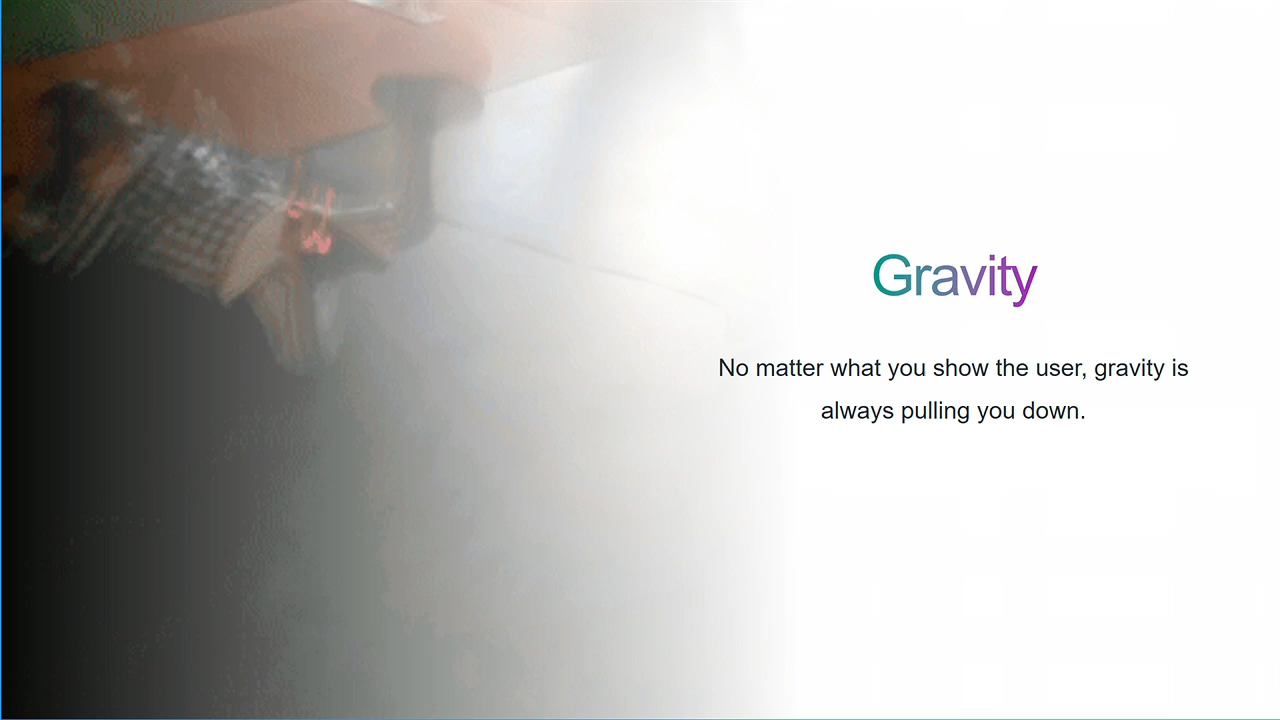 Gravity
No matter what you show the user, gravity is
always pulling you down.